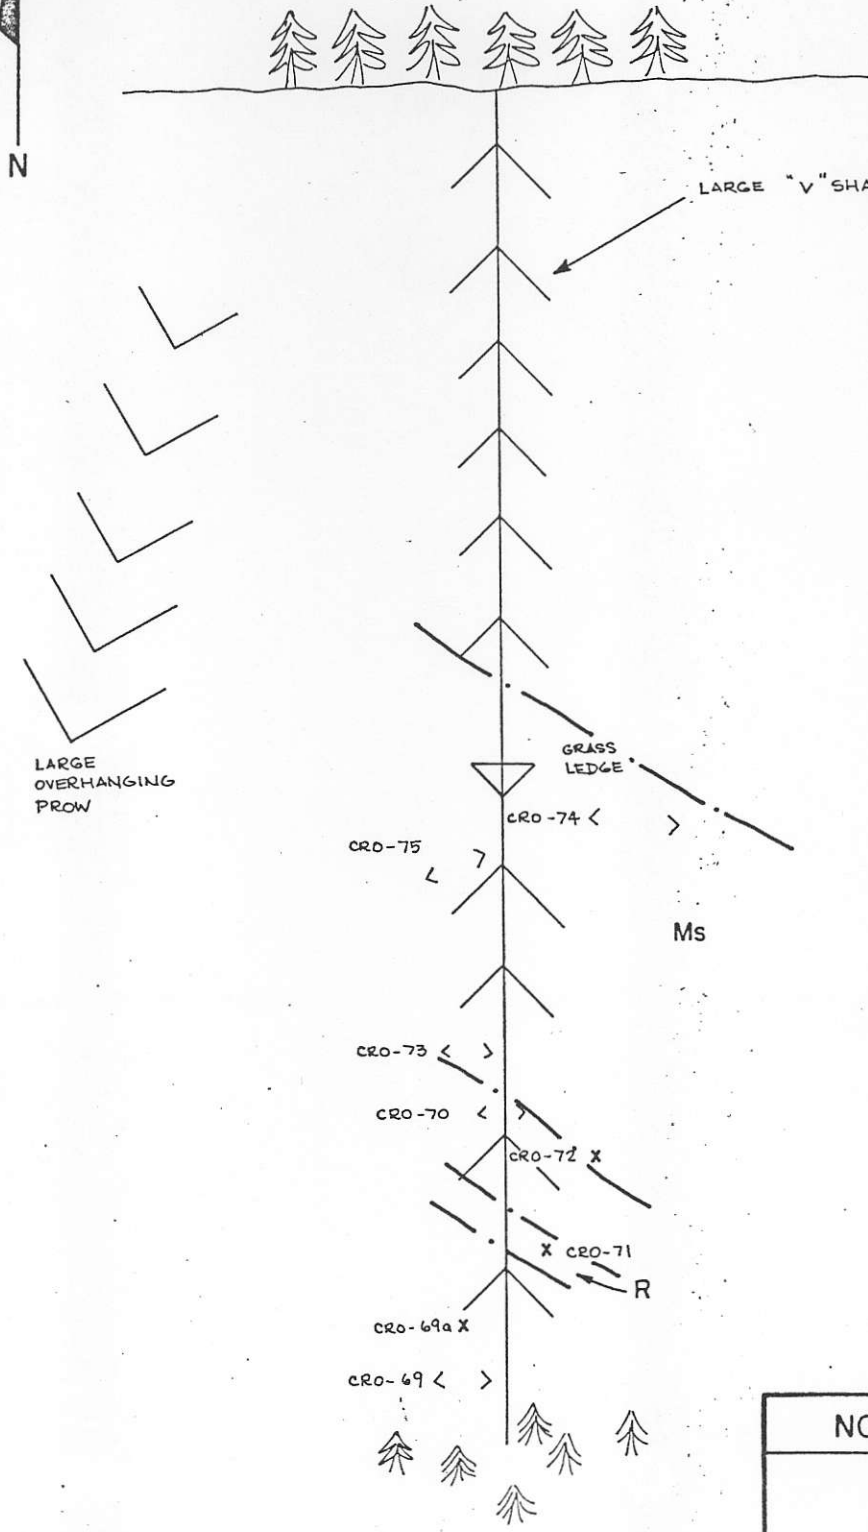 N
LARGE "V" SHA
LARGE
OVERHANGING
PROW
GRASS
LEDGE
CRO-74 < >
CRO-75 < >
Ms
CRO-73 < >
CRO-70 < >
CRO-72 x
x CRO-71
R
CRO-69a x
CRO-69 < >
NO